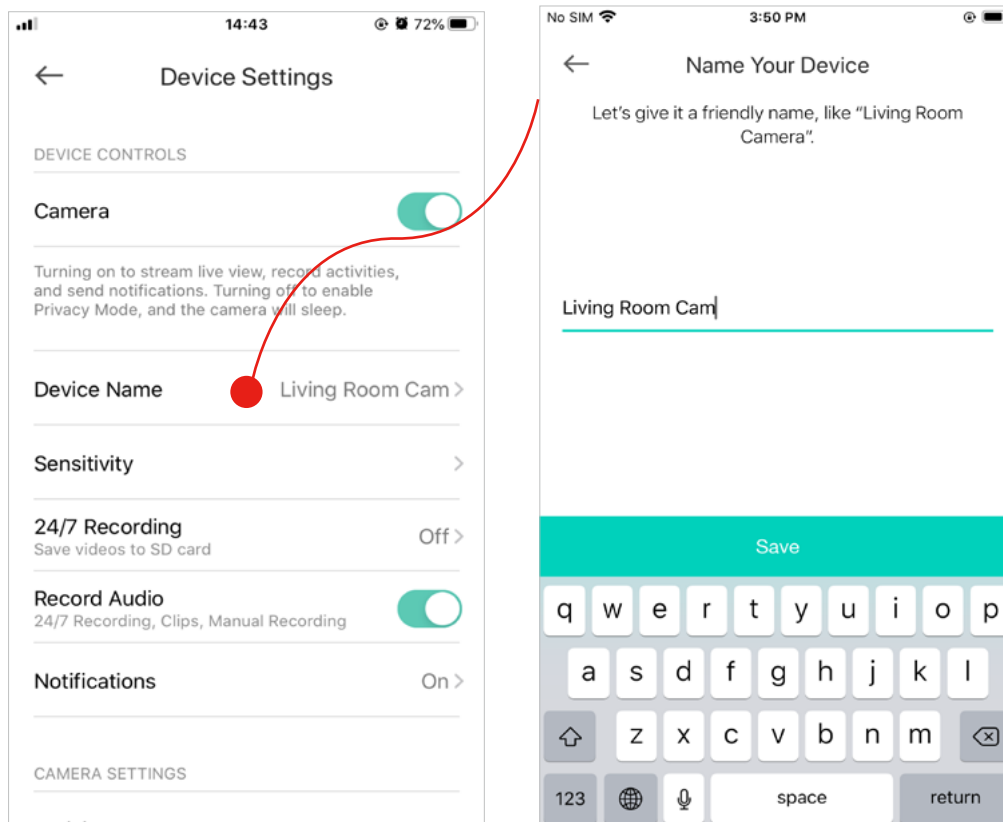 14:43
72%
Device Settings
DEVICE CONTROLS
Camera
Turning on to stream live view, record activities,
and send notifications. Turning off to enable
Privacy Mode, and the camera will sleep.
Device Name
Living Room Cam
Sensitivity
24/7 Recording
Save videos to SD card
Off
Record Audio
24/7 Recording, Clips, Manual Recording
Notifications
On
CAMERA SETTINGS
No SIM
3:50 PM
Name Your Device
Let's give it a friendly name, like “Living Room
Camera”.
Living Room Cam
Save
q w e r t y u i o p
a s d f g h j k l
z x c v b n m
123 space return